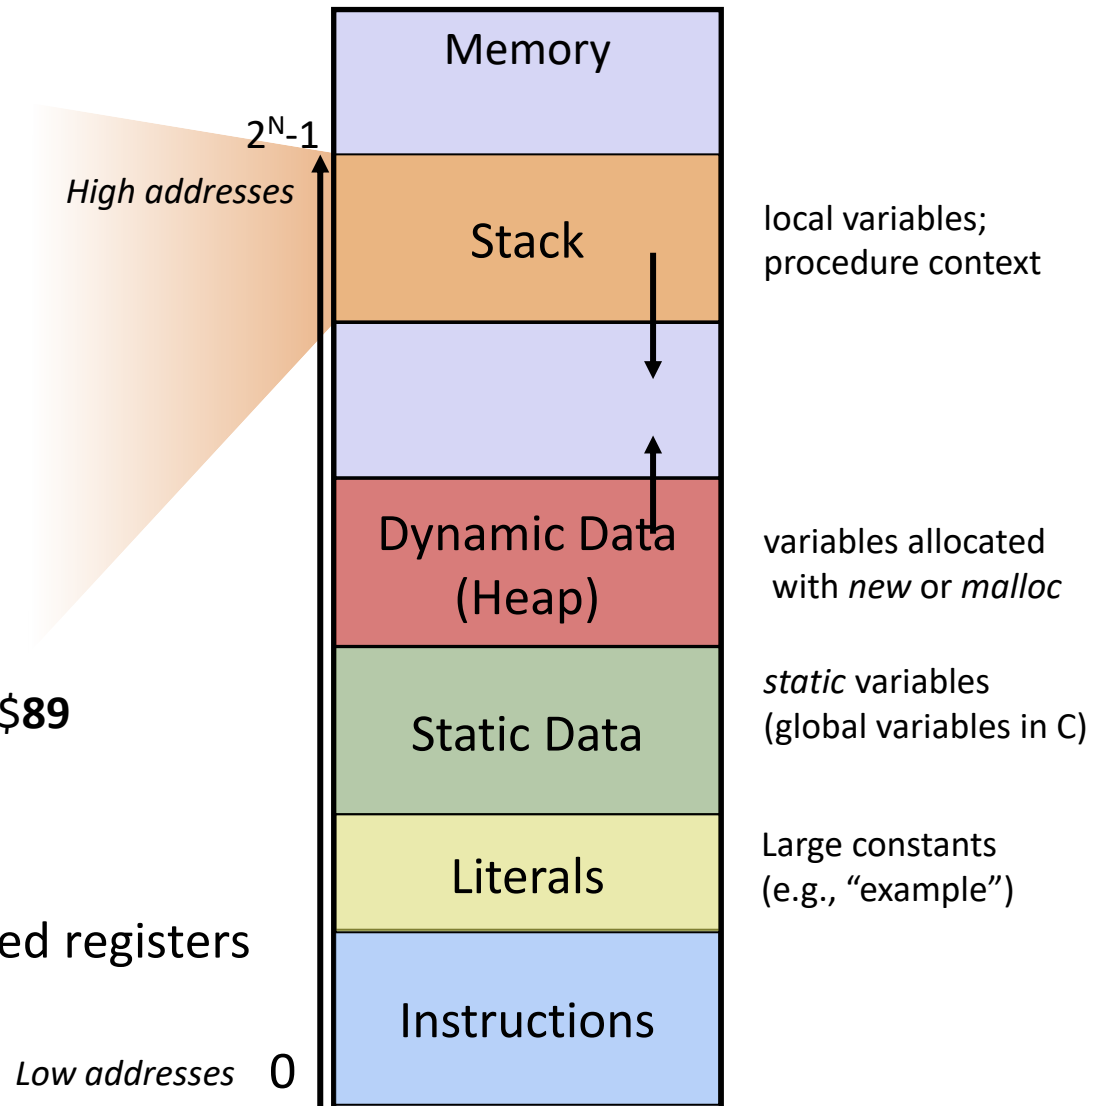 Memory
2ᴺ-1
High addresses
Stack
local variables;
procedure context
Dynamic Data
(Heap)
variables allocated
with new or malloc
static variables
(global variables in C)
$89
Static Data
Literals
Large constants
(e.g., “example”)
ed registers
Instructions
Low addresses 0